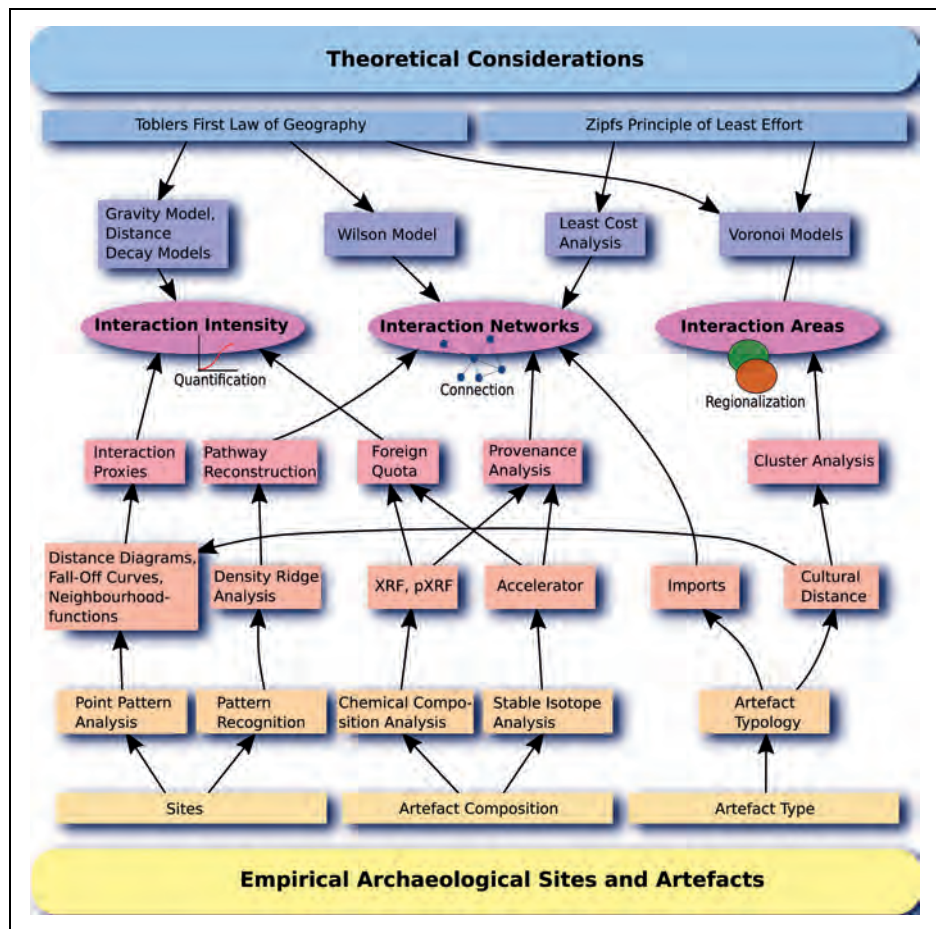 Theoretical Considerations
Toblers First Law of Geography
Zipfs Principle of Least Effort
Gravity Model,
Distance
Decay Models
Wilson Model
Least Cost
Analysis
Voronoi Models
Interaction Intensity
Quantification
Interaction Networks
Connection
Interaction Areas
Regionalization
Interaction
Proxies
Pathway
Reconstruction
Foreign
Quota
Provenance
Analysis
Cluster Analysis
Distance Diagrams,
Fall-Off Curves,
Neighbourhood-
functions
Density Ridge
Analysis
XRF, pXRF
Accelerator
Imports
Cultural
Distance
Point Pattern
Analysis
Pattern
Recognition
Chemical Compo-
sition Analysis
Stable Isotope
Analysis
Artefact
Typology
Sites
Artefact Composition
Artefact Type
Empirical Archaeological Sites and Artefacts